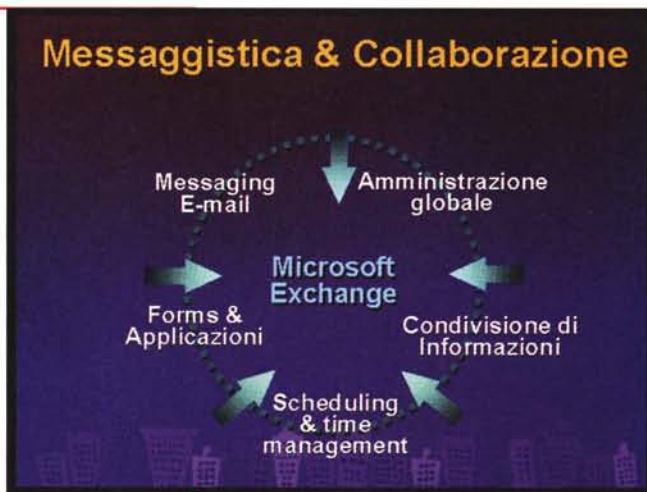 Messaggistica & Collaborazione
Messaging
E-mail
Amministrazione
globale
Microsoft
Exchange
Forms &
Applicazioni
Condivisione di
Informazioni
Scheduling
& time
management